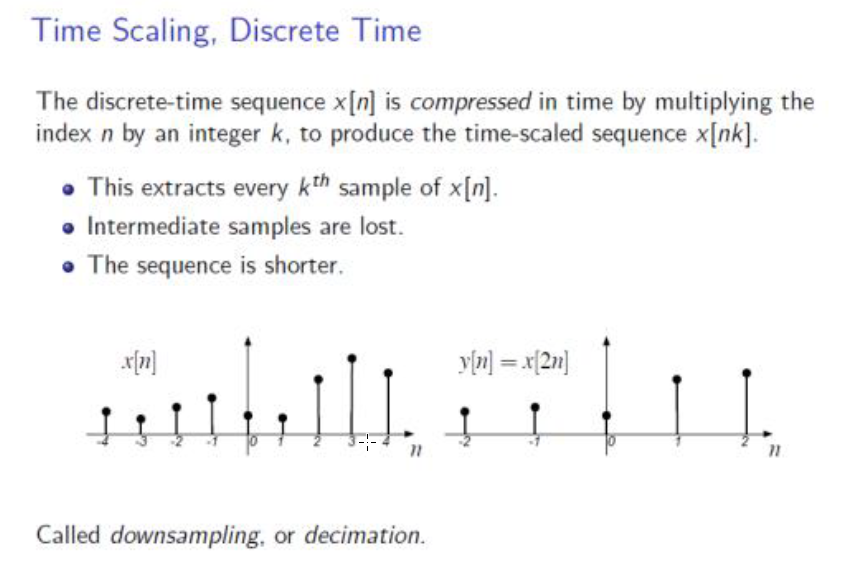 Time Scaling, Discrete Time
The discrete-time sequence x[n] is compressed in time by multiplying the
index n by an integer k, to produce the time-scaled sequence x[nk].
This extracts every k^th sample of x[n].
Intermediate samples are lost.
The sequence is shorter.
x[n]
-4 -3 -2 -1 0 1 2 3 4 n
y[n] = x[2n]
-2 -1 0 1 2 n
Called downsampling, or decimation.